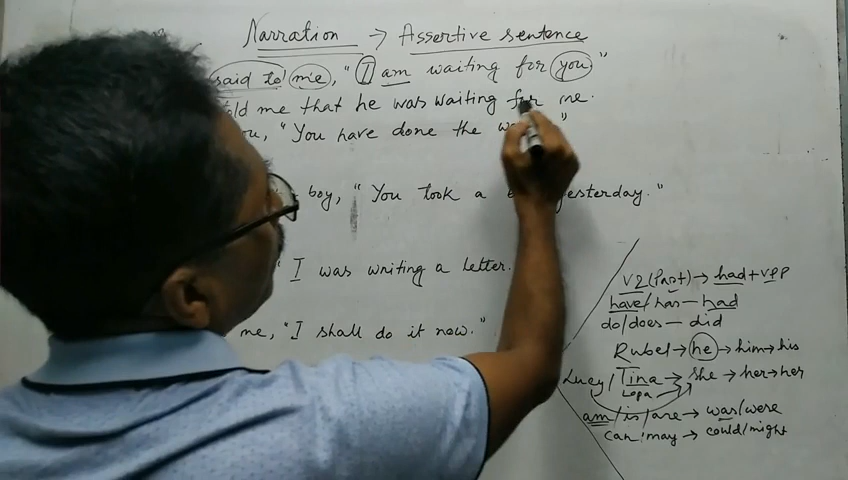 Narration → Assertive sentence
said to me, "I am waiting for you"
told me that he was waiting for me.
"You have done the
boy, "You took a yesterday."
"I was writing a letter.
me, "I shall do it now."
V2 (Past) → had + vpp
have/has — had
do/does — did
Rubel → he → him → his
Lucy/Tina → she → her → her
Lopa
am/is/are → was/were
can/may → could/might